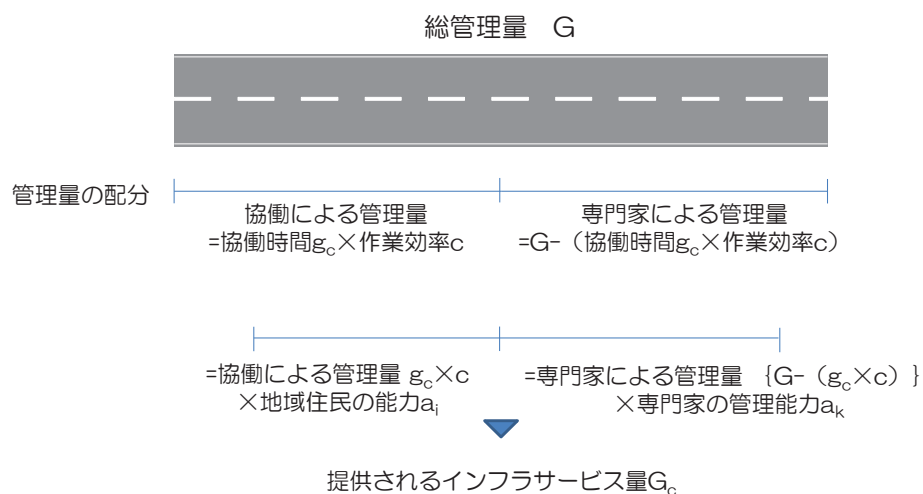 総管理量　G
管理量の配分
協働による管理量
=協働時間gc×作業効率c
専門家による管理量
=G-（協働時間gc×作業効率c）
=協働による管理量 gc×c
×地域住民の能力ai
=専門家による管理量　{G-（gc×c）}
×専門家の管理能力ak
提供されるインフラサービス量Gc